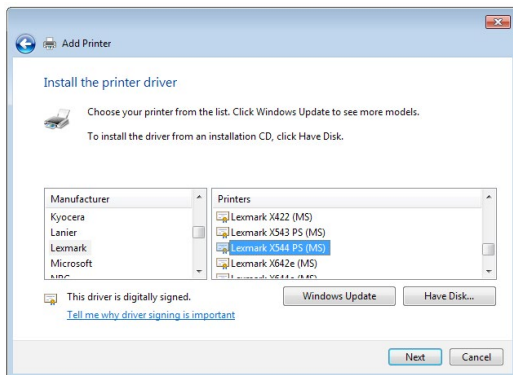 Add Printer
Install the printer driver
Choose your printer from the list. Click Windows Update to see more models.
To install the driver from an installation CD, click Have Disk.
Manufacturer
Kyocera
Lanier
Lexmark
Microsoft
Printers
Lexmark X422 (MS)
Lexmark X543 PS (MS)
Lexmark X544 PS (MS)
Lexmark X642e (MS)
This driver is digitally signed.
Tell me why driver signing is important
Windows Update
Have Disk...
Next
Cancel